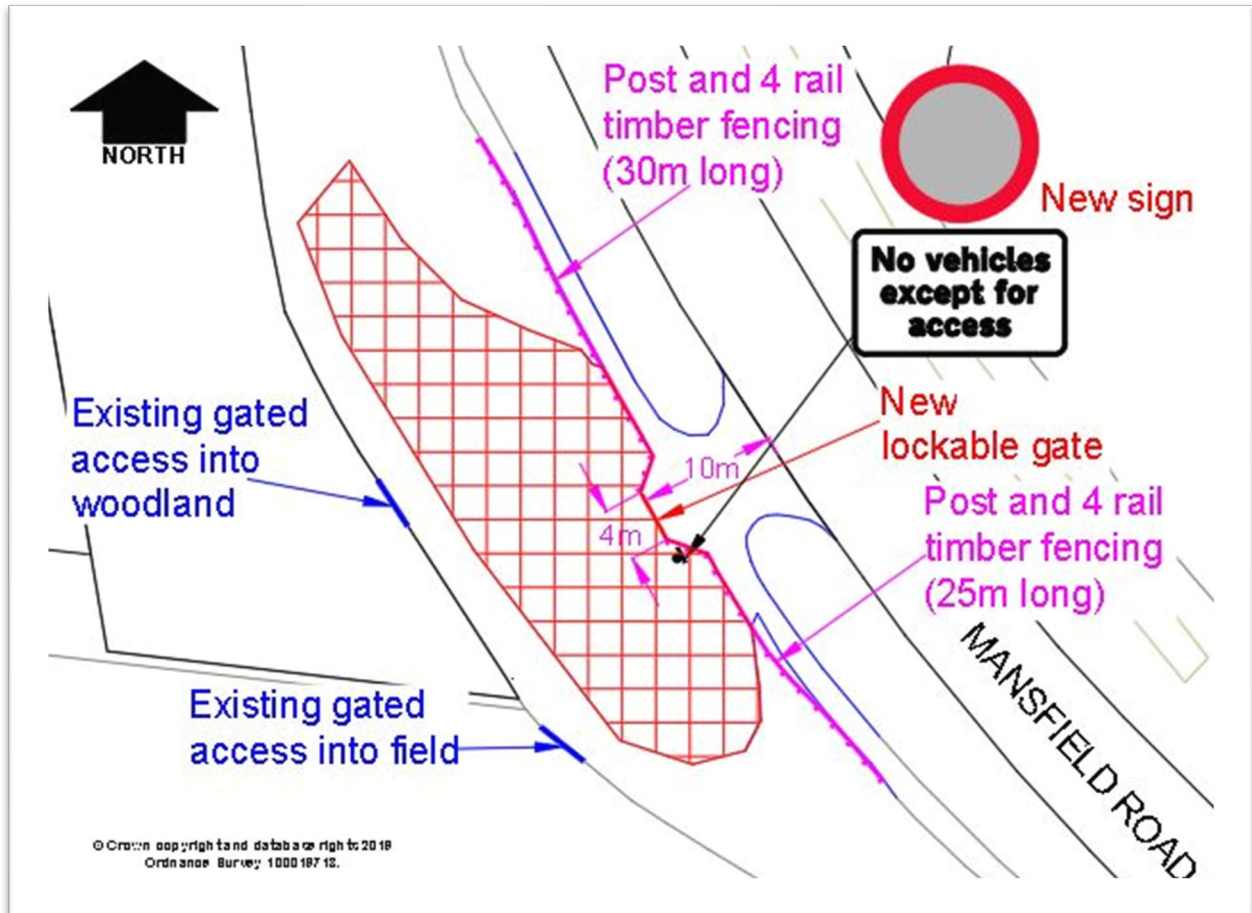 NORTH
Post and 4 rail
timber fencing
(30m long)
New sign
No vehicles
except for
access
Existing gated
access into
woodland
New
lockable gate
10m
4m
Post and 4 rail
timber fencing
(25m long)
MANSFIELD ROAD
Existing gated
access into field
© Crown copyright and database rights 2019
Ordnance Survey 100019713.